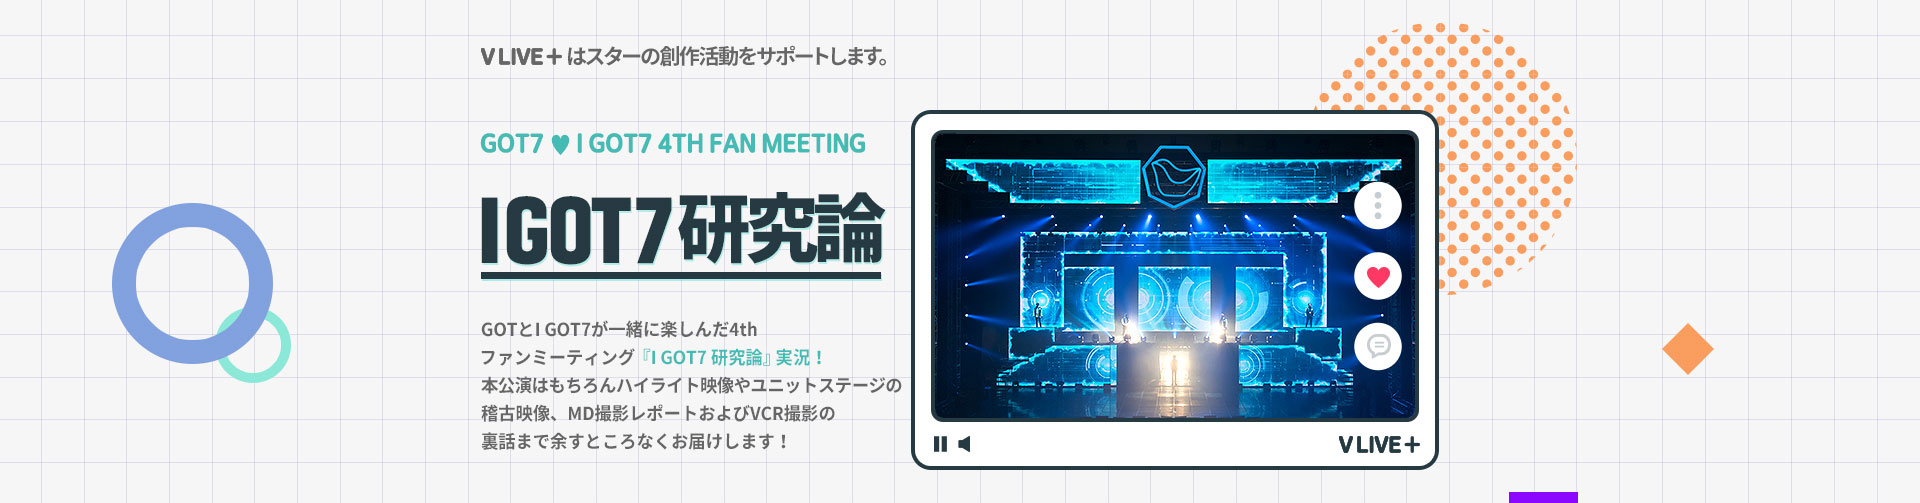 V LIVE+ はスターの創作活動をサポートします。
GOT7 ♥ I GOT7 4TH FAN MEETING
I GOT7 研究論
GOTとI GOT7が一緒に楽しんだ4th
ファンミーティング『I GOT7 研究論』実況！
本公演はもちろんハイライト映像やユニットステージの
稽古映像、MD撮影レポートおよびVCR撮影の
裏話まで余すところなくお届けします！
V LIVE+